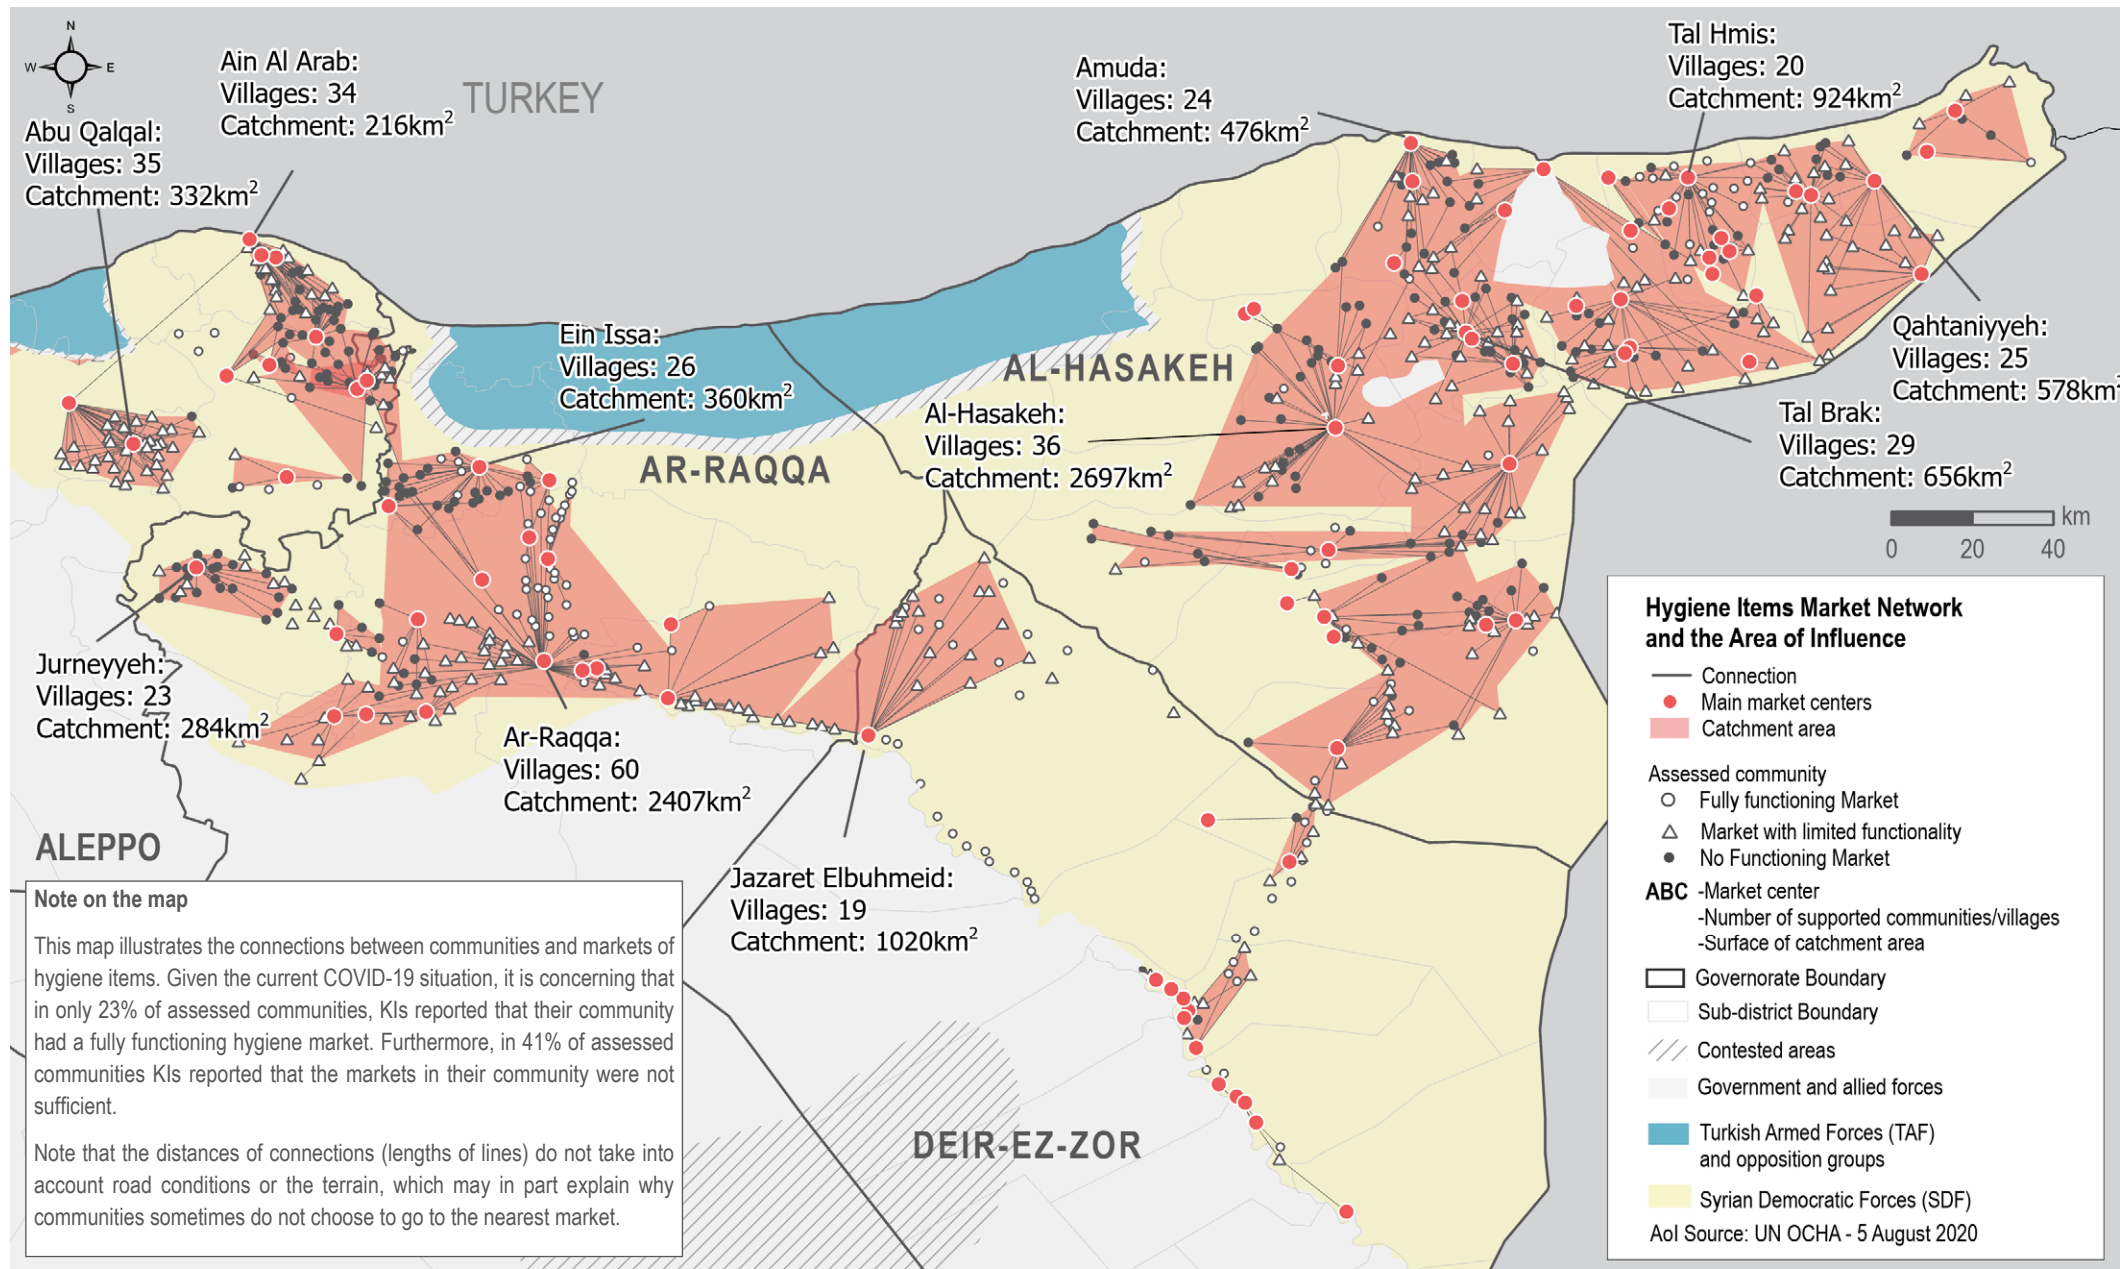 N
W
E
S
Ain Al Arab:
Villages: 34
Catchment: 216km²
TURKEY
Abu Qalqal:
Villages: 35
Catchment: 332km²
Amuda:
Villages: 24
Catchment: 476km²
Tal Hmis:
Villages: 20
Catchment: 924km²
Ein Issa:
Villages: 26
Catchment: 360km²
AL-HASAKEH
Al-Hasakeh:
Villages: 36
Catchment: 2697km²
AR-RAQQA
Qahtaniyyeh:
Villages: 25
Catchment: 578km²
Tal Brak:
Villages: 29
Catchment: 656km²
km
0 20 40
Jurneyyeh:
Villages: 23
Catchment: 284km²
Ar-Raqqa:
Villages: 60
Catchment: 2407km²
ALEPPO
Jazaret Elbuhmeid:
Villages: 19
Catchment: 1020km²
DEIR-EZ-ZOR
Note on the map
This map illustrates the connections between communities and markets of
hygiene items. Given the current COVID-19 situation, it is concerning that
in only 23% of assessed communities, KIs reported that their community
had a fully functioning hygiene market. Furthermore, in 41% of assessed
communities KIs reported that the markets in their community were not
sufficient.
Note that the distances of connections (lengths of lines) do not take into
account road conditions or the terrain, which may in part explain why
communities sometimes do not choose to go to the nearest market.
Hygiene Items Market Network
and the Area of Influence
Connection
Main market centers
Catchment area
Assessed community
Fully functioning Market
Market with limited functionality
No Functioning Market
ABC -Market center
-Number of supported communities/villages
-Surface of catchment area
Governorate Boundary
Sub-district Boundary
Contested areas
Government and allied forces
Turkish Armed Forces (TAF)
and opposition groups
Syrian Democratic Forces (SDF)
AoI Source: UN OCHA - 5 August 2020